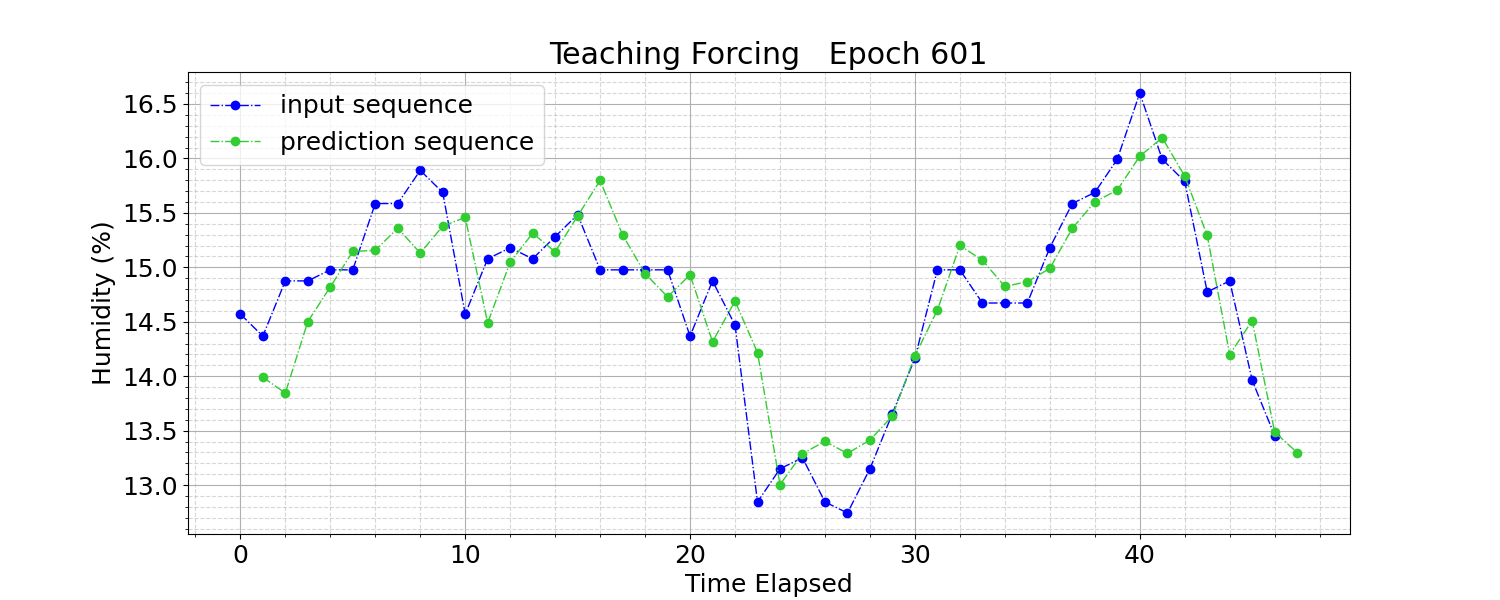 Teaching Forcing   Epoch 601
input sequence
prediction sequence
Humidity (%)
16.5
16.0
15.5
15.0
14.5
14.0
13.5
13.0
0 10 20 30 40
Time Elapsed